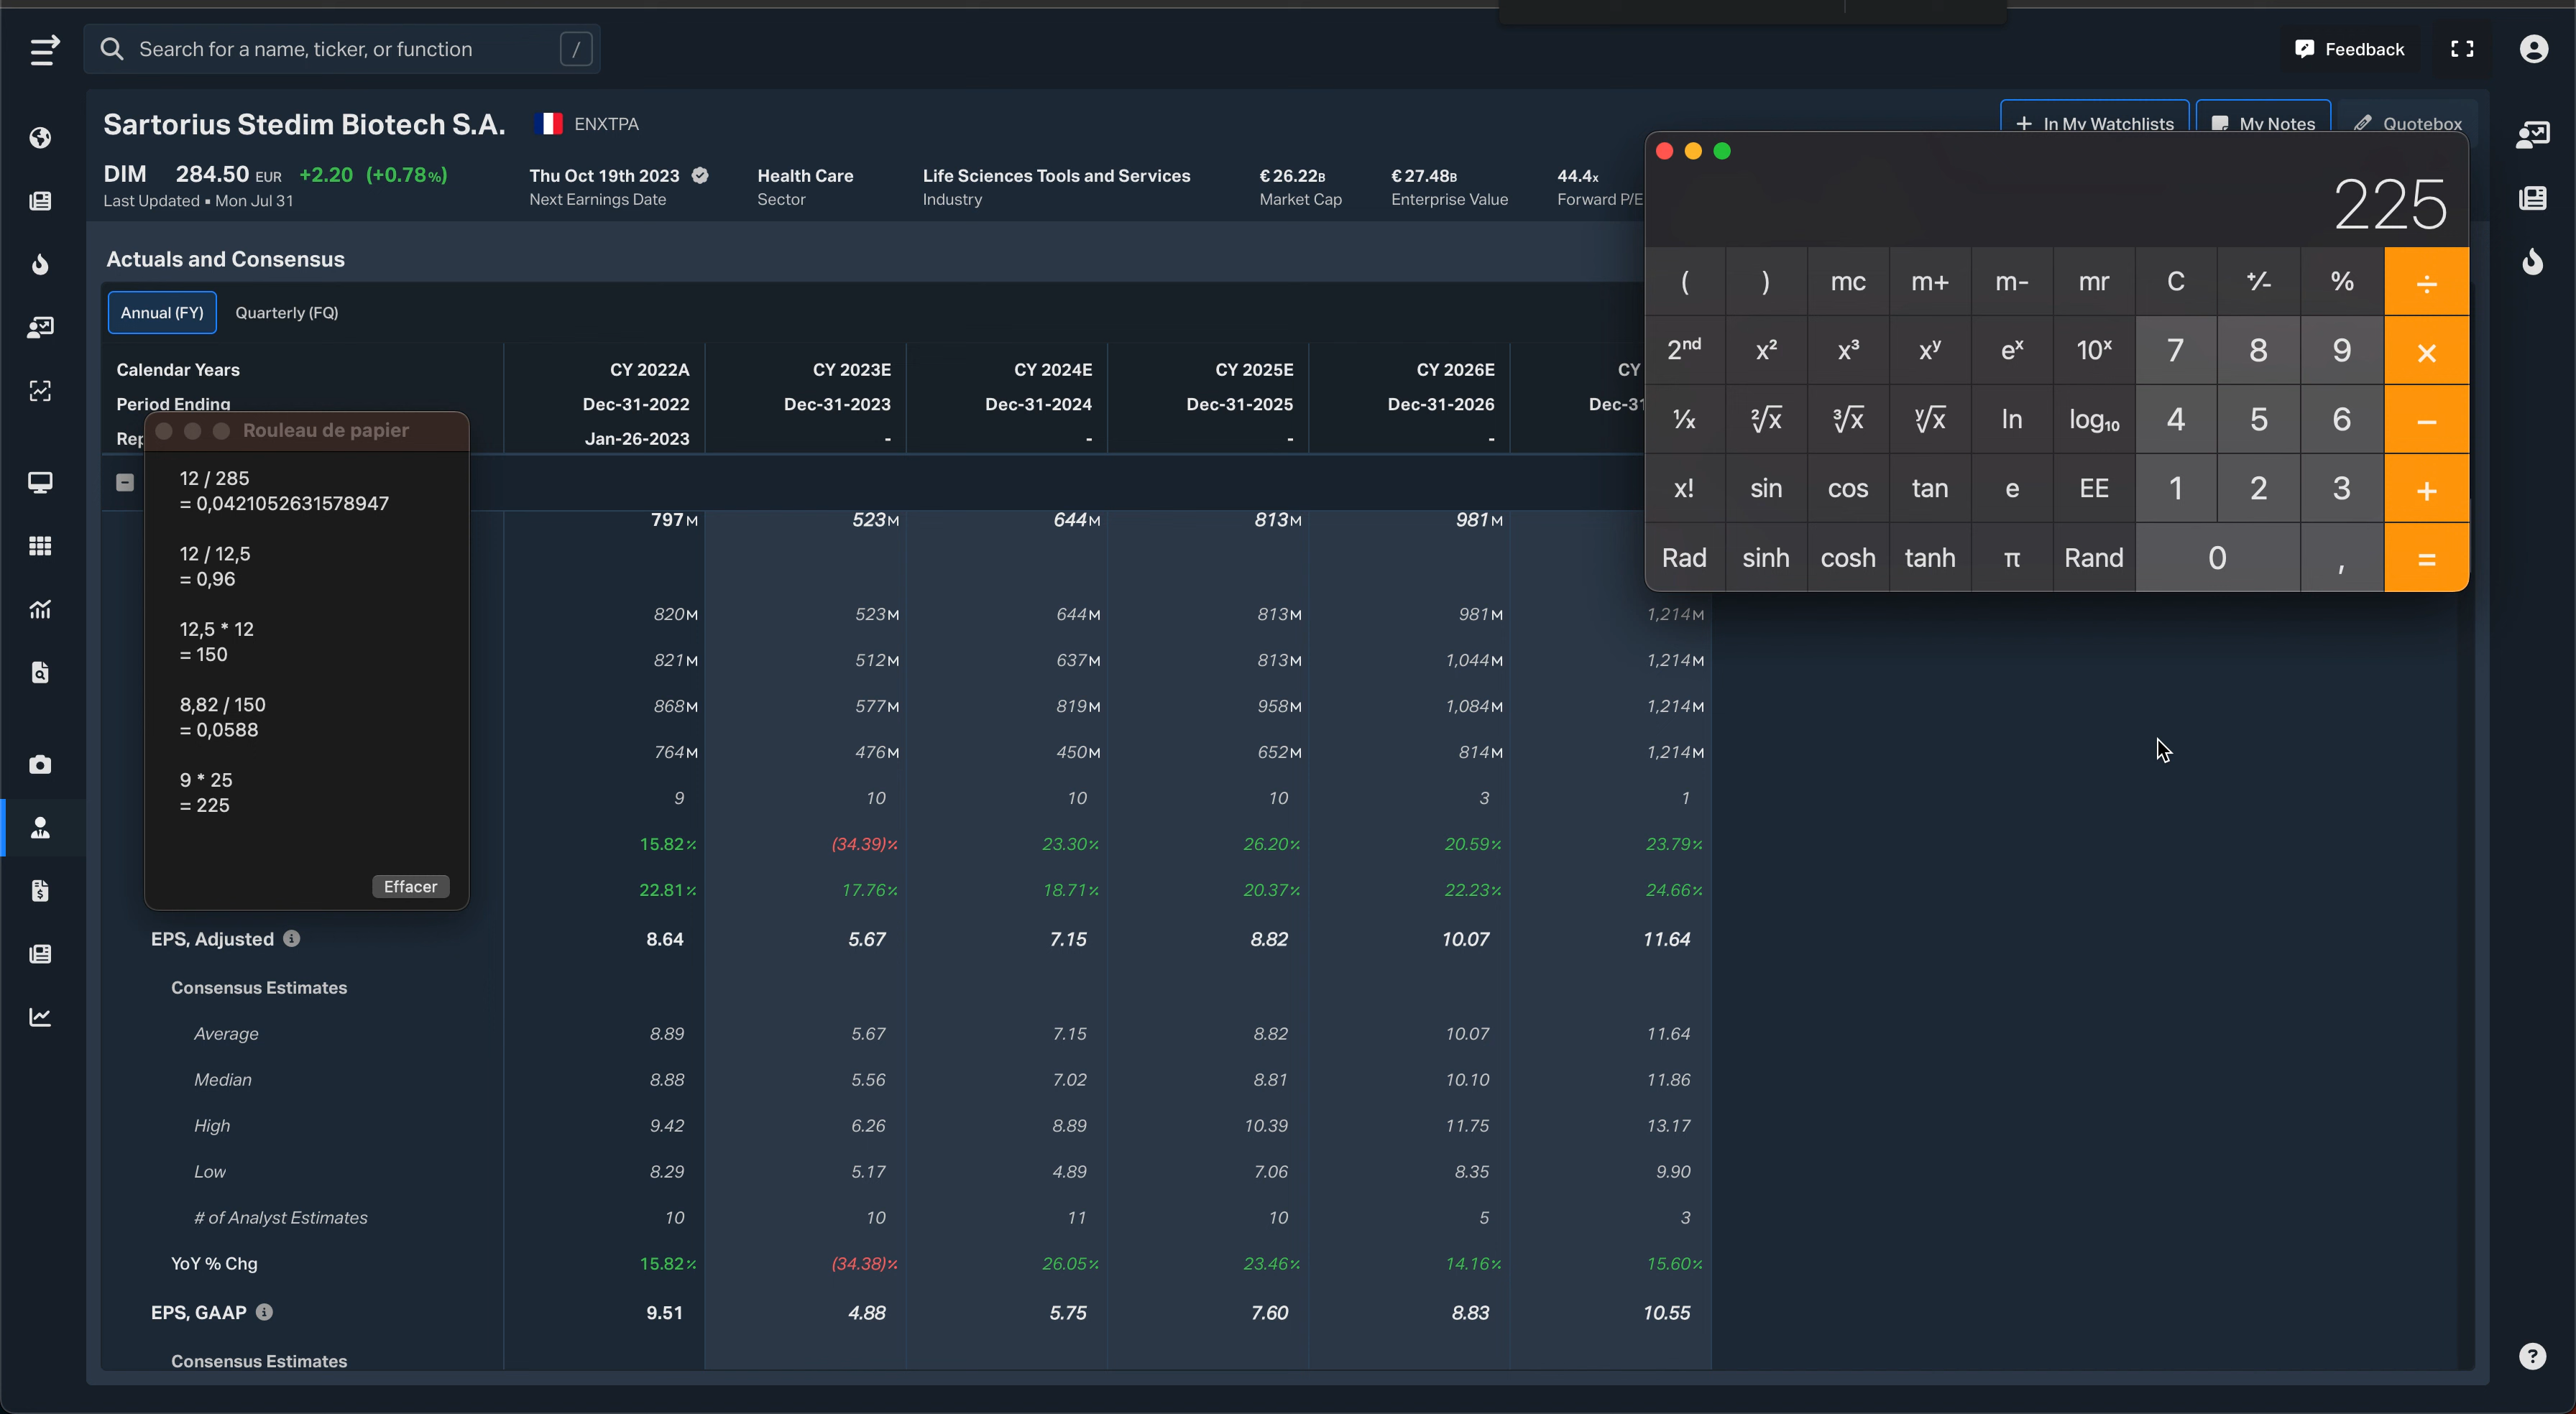 Search for a name, ticker, or function /
Feedback
Sartorius Stedim Biotech S.A. ENXTPA
+ In My Watchlists My Notes Quotebox
DIM 284.50 EUR +2.20 (+0.78%)
Last Updated • Mon Jul 31
Thu Oct 19th 2023
Next Earnings Date
Health Care
Sector
Life Sciences Tools and Services
Industry
€26.22B
Market Cap
€27.48B
Enterprise Value
44.4x
Forward P/E
Actuals and Consensus
Annual (FY) Quarterly (FQ)
Calendar Years CY 2022A CY 2023E CY 2024E CY 2025E CY 2026E CY
Period Ending Dec-31-2022 Dec-31-2023 Dec-31-2024 Dec-31-2025 Dec-31-2026 Dec-31
Rep Jan-26-2023 - - - -
797M 523M 644M 813M 981M
820M 523M 644M 813M 981M 1,214M
821M 512M 637M 813M 1,044M 1,214M
868M 577M 819M 958M 1,084M 1,214M
764M 476M 450M 652M 814M 1,214M
9 10 10 10 3 1
15.82% (34.39)% 23.30% 26.20% 20.59% 23.79%
22.81% 17.76% 18.71% 20.37% 22.23% 24.66%
EPS, Adjusted 8.64 5.67 7.15 8.82 10.07 11.64
Consensus Estimates
Average 8.89 5.67 7.15 8.82 10.07 11.64
Median 8.88 5.56 7.02 8.81 10.10 11.86
High 9.42 6.26 8.89 10.39 11.75 13.17
Low 8.29 5.17 4.89 7.06 8.35 9.90
# of Analyst Estimates 10 10 11 10 5 3
YoY % Chg 15.82% (34.38)% 26.05% 23.46% 14.16% 15.60%
EPS, GAAP 9.51 4.88 5.75 7.60 8.83 10.55
Consensus Estimates
Rouleau de papier
12 / 285
= 0,0421052631578947
12 / 12,5
= 0,96
12,5 * 12
= 150
8,82 / 150
= 0,0588
9 * 25
= 225
Effacer
225
( ) mc m+ m- mr C +/- % ÷
2nd x² x³ xʸ eˣ 10ˣ 7 8 9 ×
1/x ²√x ³√x ʸ√x ln log₁₀ 4 5 6 −
x! sin cos tan e EE 1 2 3 +
Rad sinh cosh tanh π Rand 0 , =
?